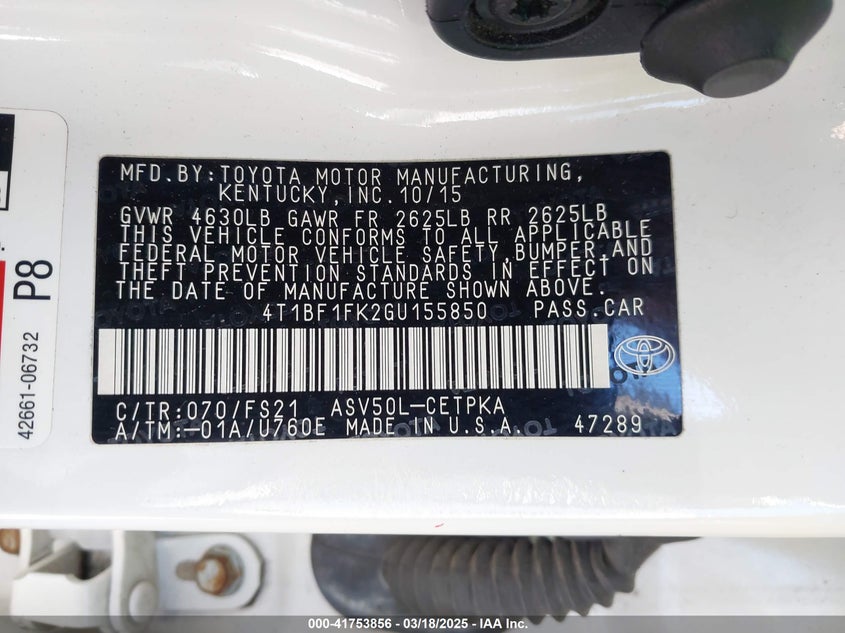 MFD.BY:TOYOTA MOTOR MANUFACTURING,
KENTUCKY,INC.10/15
GVWR 4630LB GAWR FR 2625LB RR 2625LB
THIS VEHICLE CONFORMS TO ALL APPLICABLE
FEDERAL MOTOR VEHICLE SAFETY,BUMPER,AND
THEFT PREVENTION STANDARDS IN EFFECT ON
THE DATE OF MANUFACTURE SHOWN ABOVE.
4T1BF1FK2GU155850 PASS.CAR
C/TR:070/FS21 ASV50L-CETPKA
A/TM:-01A/U760E MADE IN U.S.A. 47289
P8
42661-06732
000-41753856 - 03/18/2025 - IAA Inc.